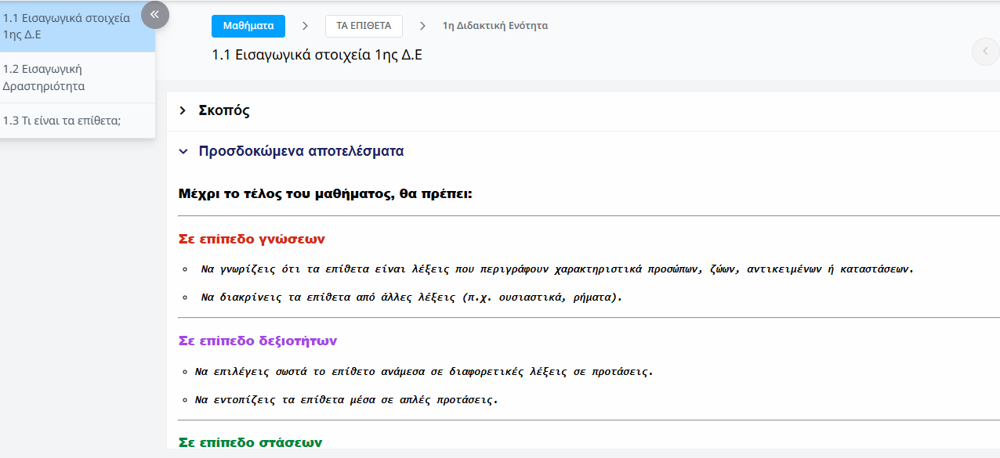 1.1 Εισαγωγικά στοιχεία
1ης Δ.Ε
1.2 Εισαγωγική
Δραστηριότητα
1.3 Τι είναι τα επίθετα;
Μαθήματα
ΤΑ ΕΠΙΘΕΤΑ
1η Διδακτική Ενότητα
1.1 Εισαγωγικά στοιχεία 1ης Δ.Ε
Σκοπός
Προσδοκώμενα αποτελέσματα
Μέχρι το τέλος του μαθήματος, θα πρέπει:
Σε επίπεδο γνώσεων
Να γνωρίζεις ότι τα επίθετα είναι λέξεις που περιγράφουν χαρακτηριστικά προσώπων, ζώων, αντικειμένων ή καταστάσεων.
Να διακρίνεις τα επίθετα από άλλες λέξεις (π.χ. ουσιαστικά, ρήματα).
Σε επίπεδο δεξιοτήτων
Να επιλέγεις σωστά το επίθετο ανάμεσα σε διαφορετικές λέξεις σε προτάσεις.
Να εντοπίζεις τα επίθετα μέσα σε απλές προτάσεις.
Σε επίπεδο στάσεων